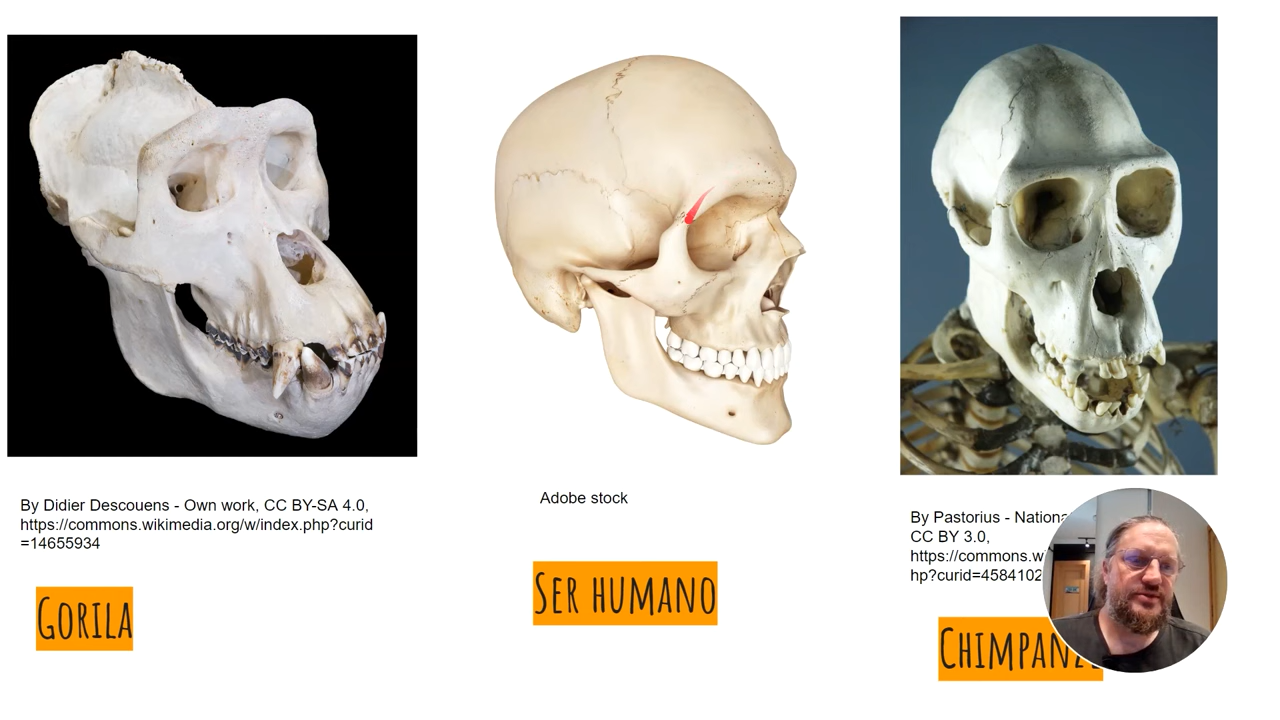 By Didier Descouens - Own work, CC BY-SA 4.0,
https://commons.wikimedia.org/w/index.php?curid
=14655934
GORILA
Adobe stock
SER HUMANO
By Pastorius - Nationa
CC BY 3.0,
https://commons.w
hp?curid=4584102